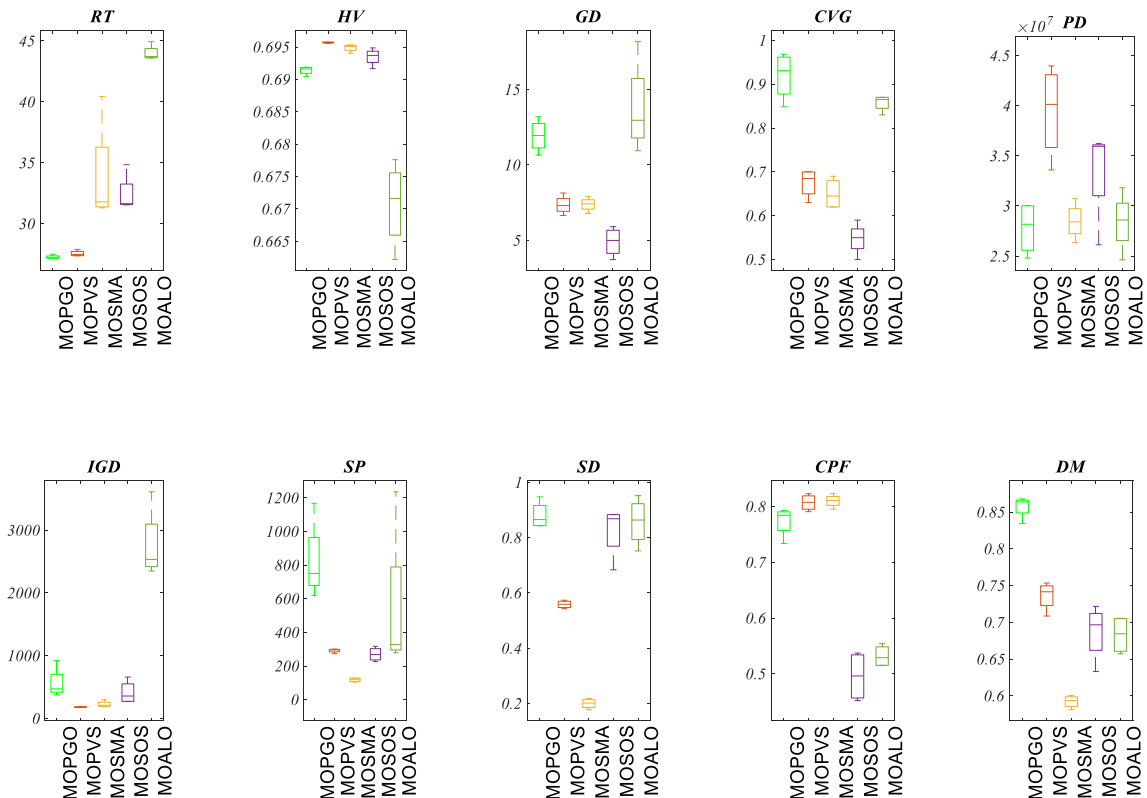 RT
45
40
35
30
MOPGO
MOPVS
MOSMA
MOSOS
MOALO
HV
0.695
0.69
0.685
0.68
0.675
0.67
0.665
MOPGO
MOPVS
MOSMA
MOSOS
MOALO
GD
15
10
5
MOPGO
MOPVS
MOSMA
MOSOS
MOALO
CVG
1
0.9
0.8
0.7
0.6
0.5
MOPGO
MOPVS
MOSMA
MOSOS
MOALO
×10⁷ PD
4.5
4
3.5
3
2.5
MOPGO
MOPVS
MOSMA
MOSOS
MOALO
IGD
3000
2000
1000
0
MOPGO
MOPVS
MOSMA
MOSOS
MOALO
SP
1200
1000
800
600
400
200
0
MOPGO
MOPVS
MOSMA
MOSOS
MOALO
SD
1
0.8
0.6
0.4
0.2
MOPGO
MOPVS
MOSMA
MOSOS
MOALO
CPF
0.8
0.7
0.6
0.5
MOPGO
MOPVS
MOSMA
MOSOS
MOALO
DM
0.85
0.8
0.75
0.7
0.65
0.6
MOPGO
MOPVS
MOSMA
MOSOS
MOALO